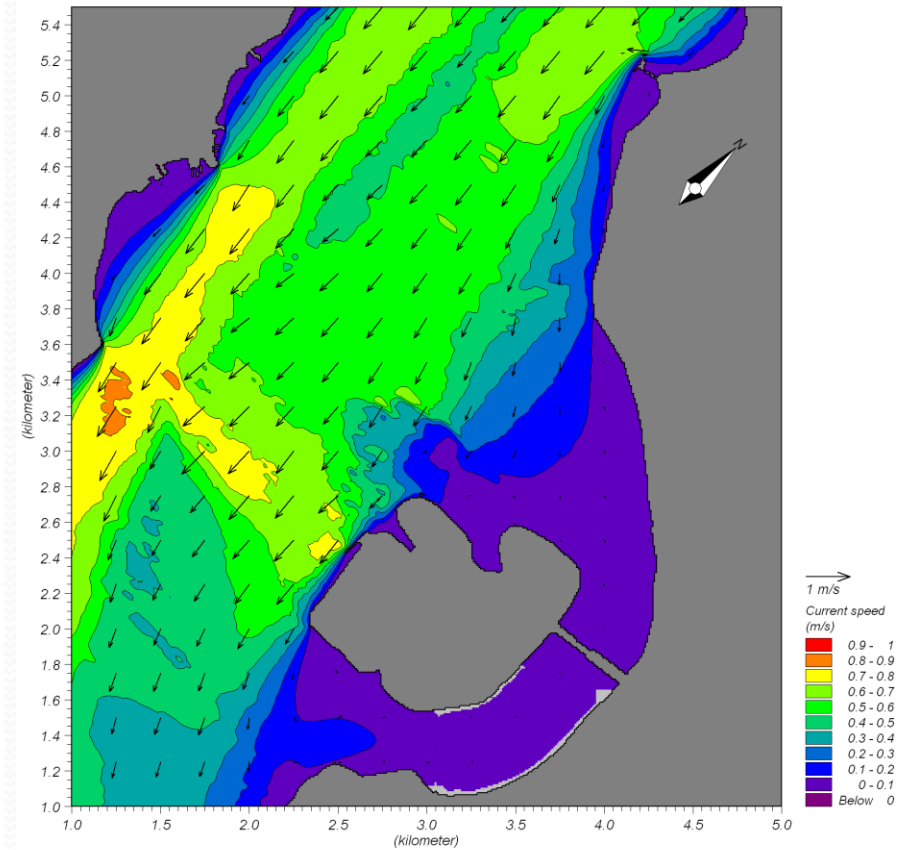 5.4
5.2
5.0
4.8
4.6
4.4
4.2
4.0
3.8
3.6
3.4
3.2
3.0
2.8
2.6
2.4
2.2
2.0
1.8
1.6
1.4
1.2
1.0
(kilometer)
1.0 1.5 2.0 2.5 3.0 3.5 4.0 4.5 5.0
(kilometer)
N
1 m/s
Current speed
(m/s)
0.9 - 1
0.8 - 0.9
0.7 - 0.8
0.6 - 0.7
0.5 - 0.6
0.4 - 0.5
0.3 - 0.4
0.2 - 0.3
0.1 - 0.2
0 - 0.1
Below 0